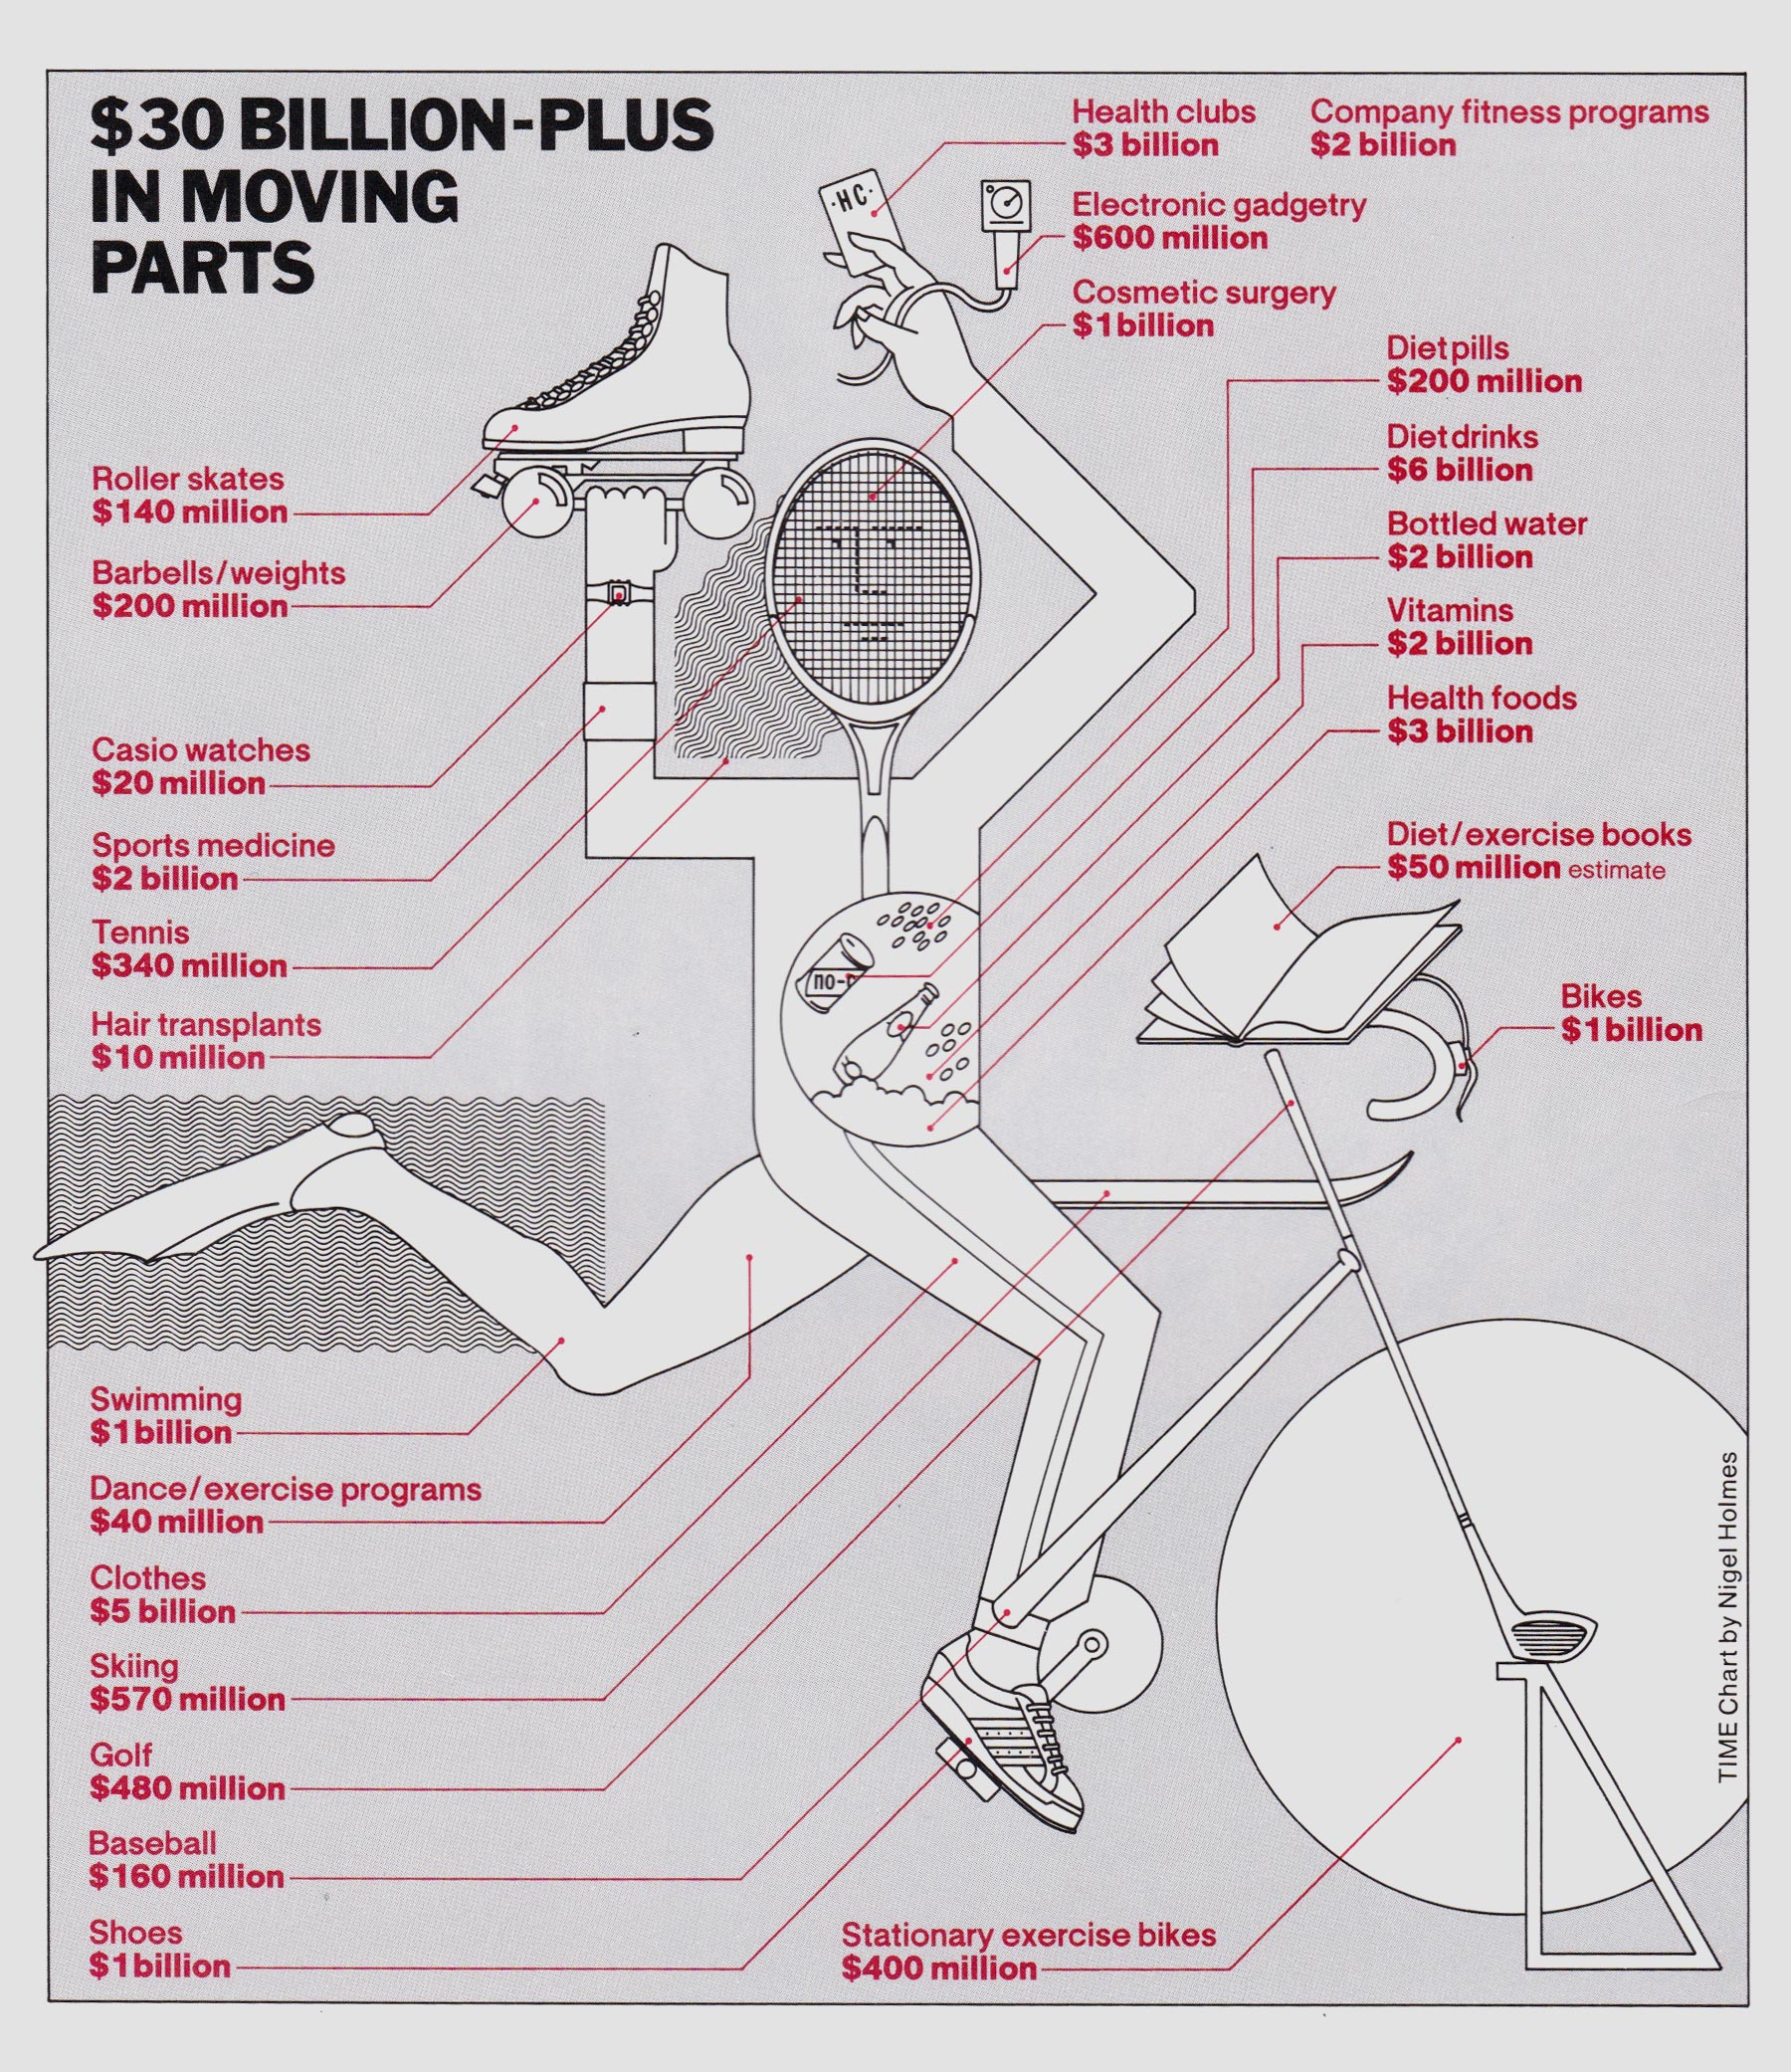 $30 BILLION-PLUS
IN MOVING
PARTS
Health clubs
$3 billion
Company fitness programs
$2 billion
·HC·
Electronic gadgetry
$600 million
Cosmetic surgery
$1 billion
Diet pills
$200 million
Diet drinks
$6 billion
Bottled water
$2 billion
Vitamins
$2 billion
Health foods
$3 billion
Diet/exercise books
$50 million estimate
Bikes
$1 billion
Roller skates
$140 million
Barbells/weights
$200 million
Casio watches
$20 million
Sports medicine
$2 billion
Tennis
$340 million
Hair transplants
$10 million
no-
Swimming
$1 billion
Dance/exercise programs
$40 million
Clothes
$5 billion
Skiing
$570 million
Golf
$480 million
Baseball
$160 million
Shoes
$1 billion
Stationary exercise bikes
$400 million
TIME Chart by Nigel Holmes